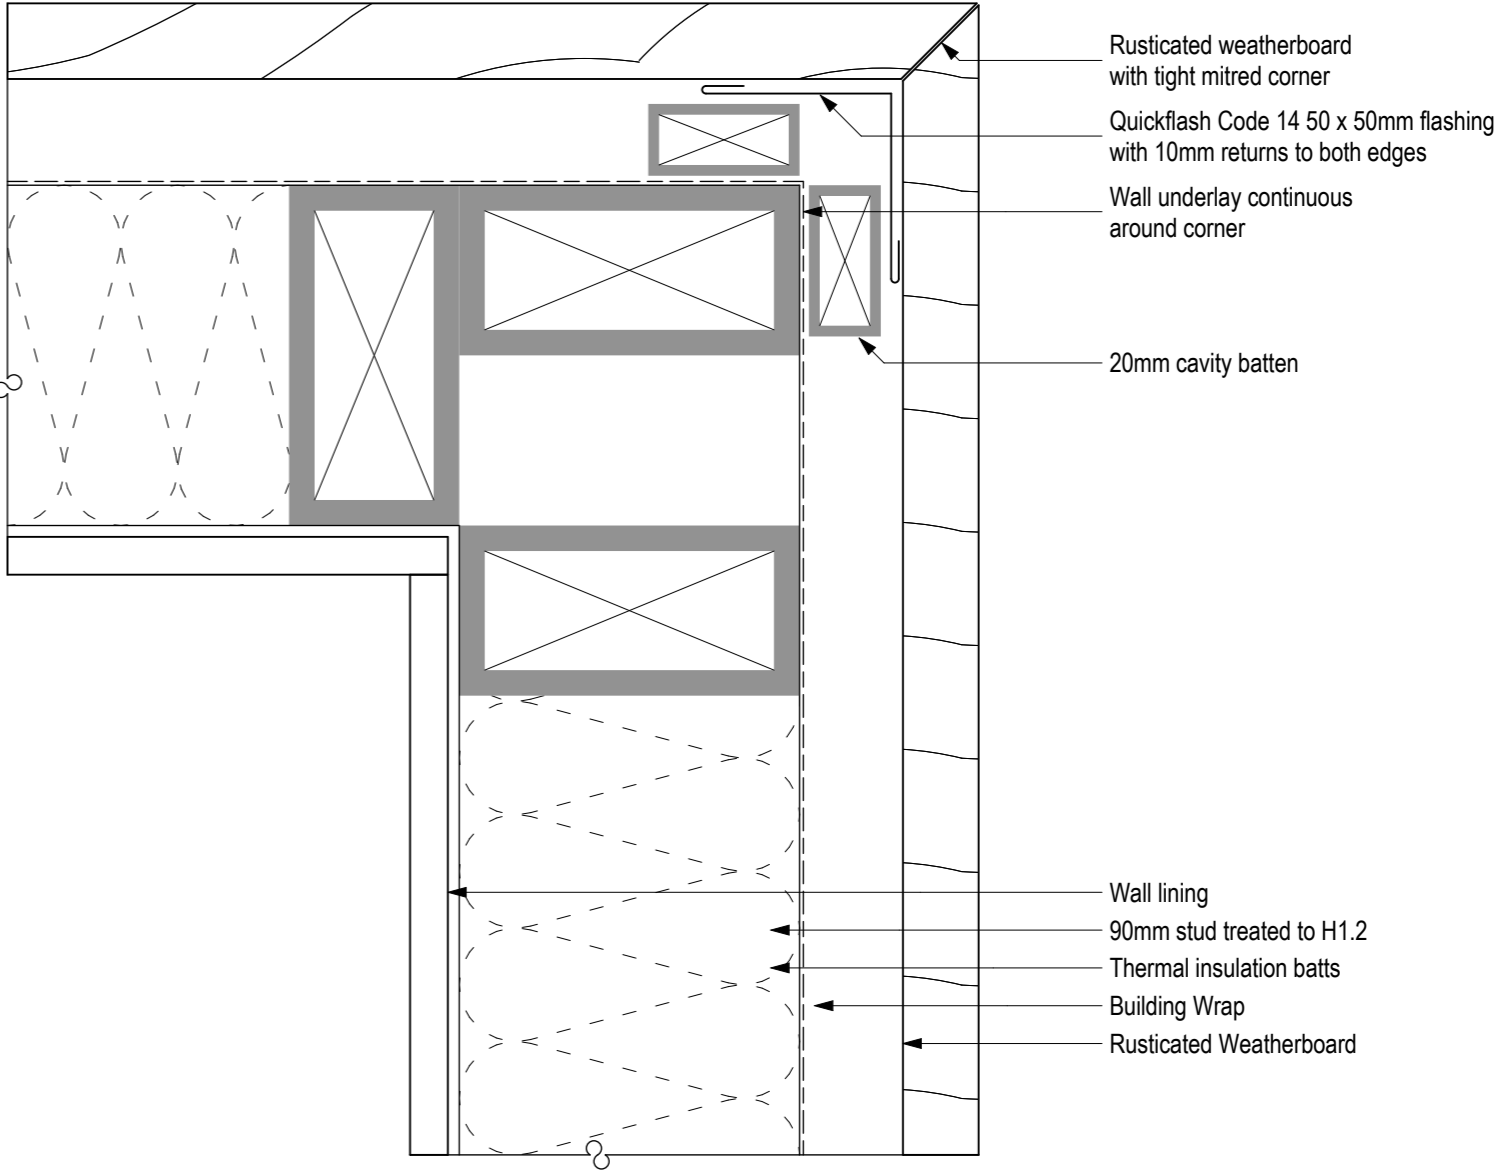 Rusticated weatherboard
with tight mitred corner
Quickflash Code 14 50 x 50mm flashing
with 10mm returns to both edges
Wall underlay continuous
around corner
20mm cavity batten
Wall lining
90mm stud treated to H1.2
Thermal insulation batts
Building Wrap
Rusticated Weatherboard